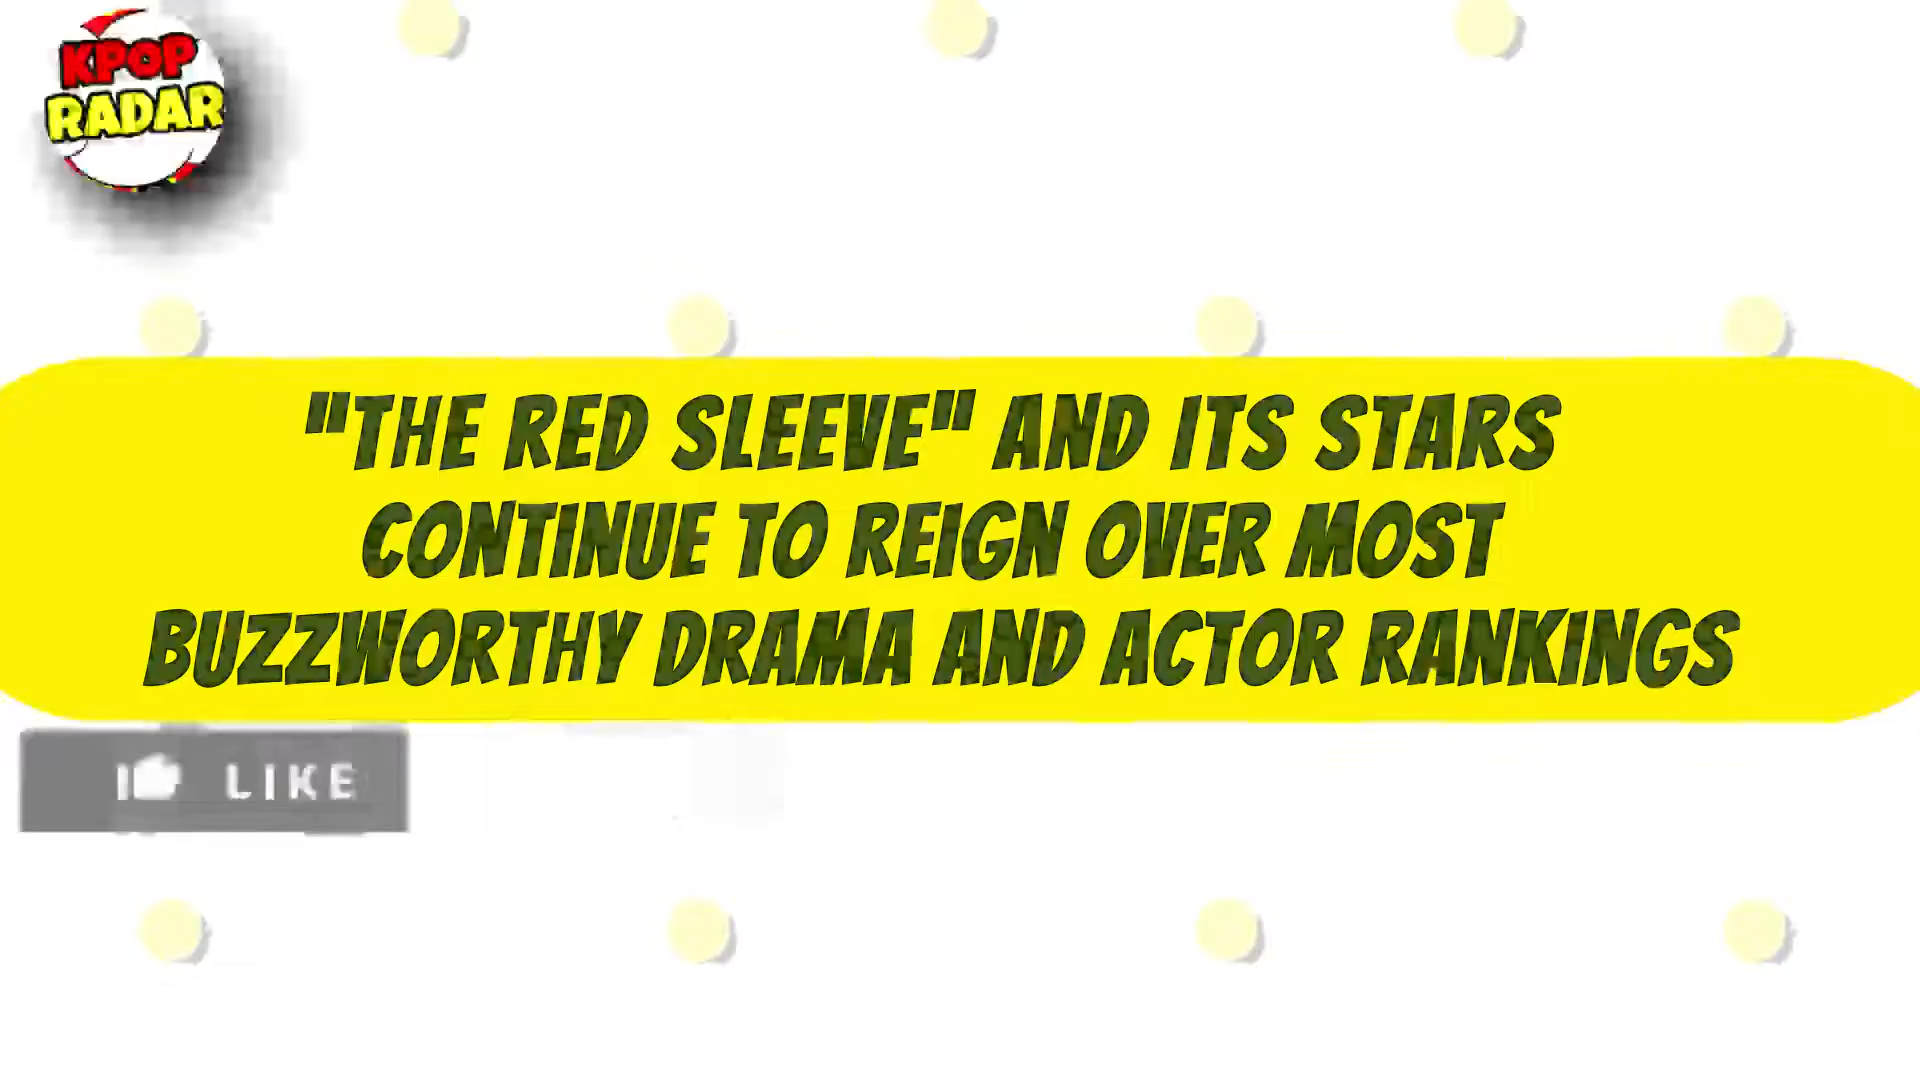 KPOP
RADAR
"THE RED SLEEVE" AND ITS STARS
CONTINUE TO REIGN OVER MOST
BUZZWORTHY DRAMA AND ACTOR RANKINGS
LIKE